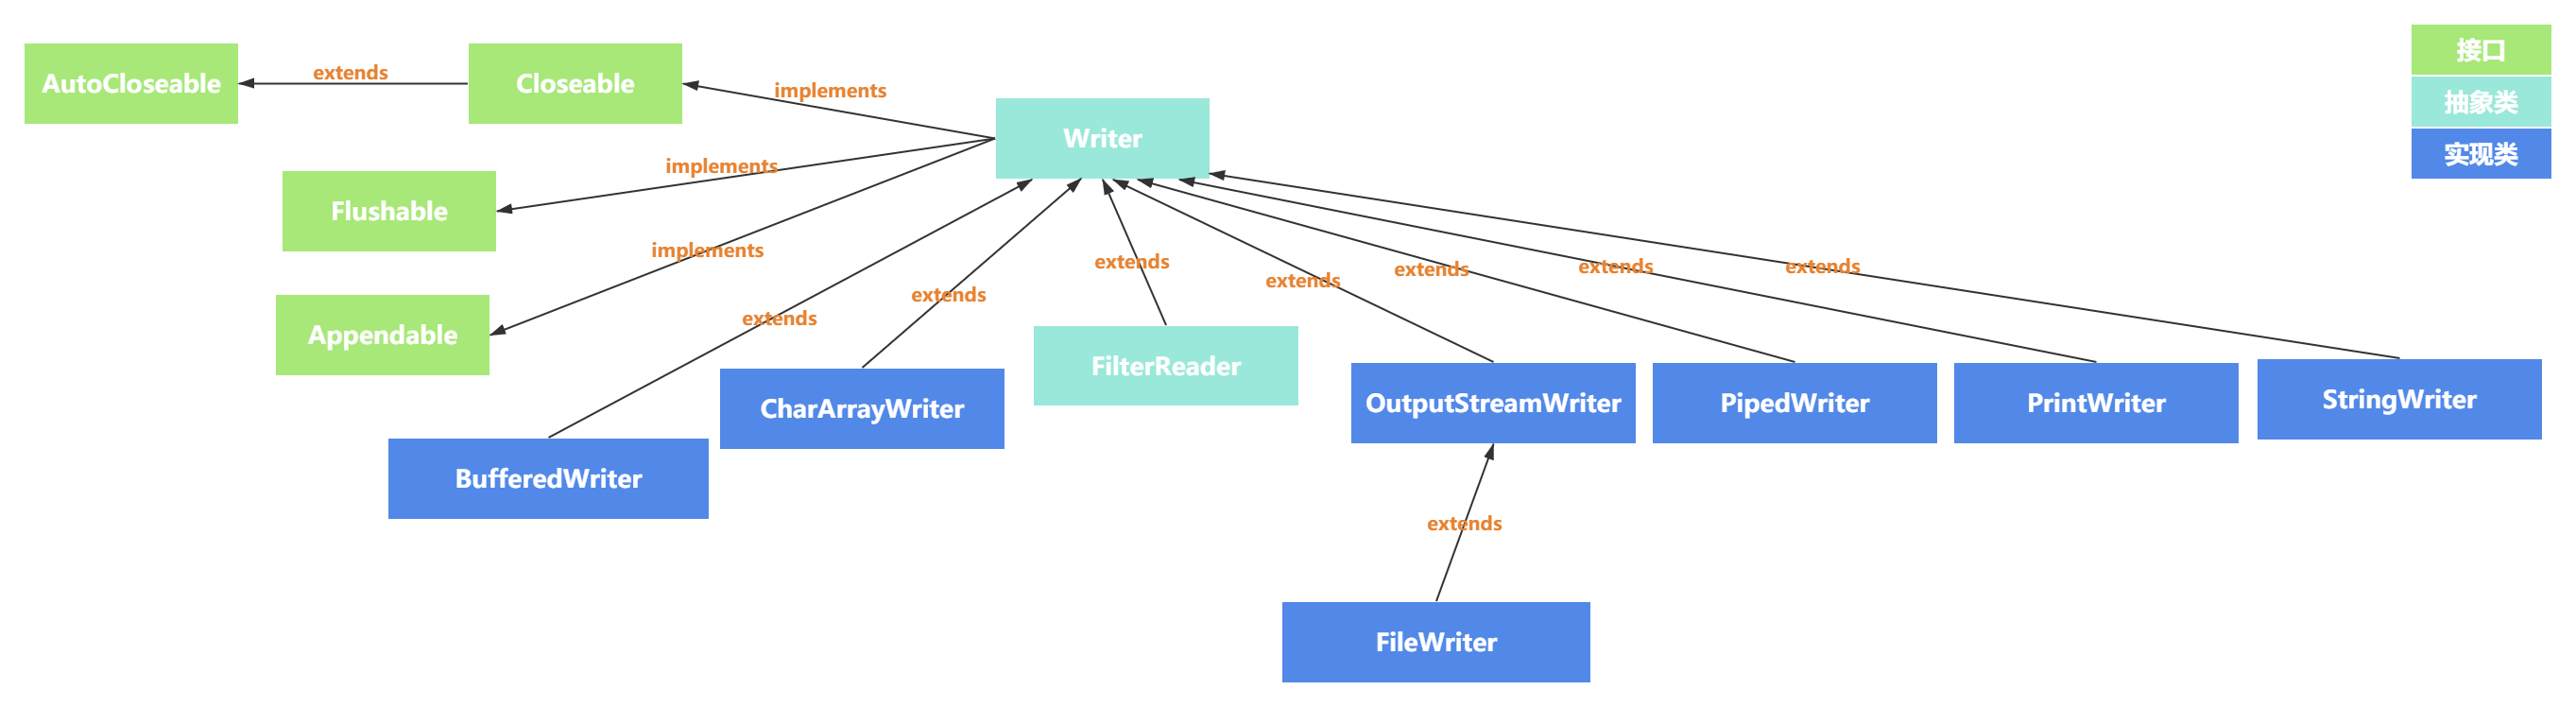 AutoCloseable
extends
Closeable
implements
Writer
接口
抽象类
实现类
implements
Flushable
implements
Appendable
extends
extends
extends
extends
extends
extends
extends
FilterReader
CharArrayWriter
BufferedWriter
OutputStreamWriter
PipedWriter
PrintWriter
StringWriter
extends
FileWriter